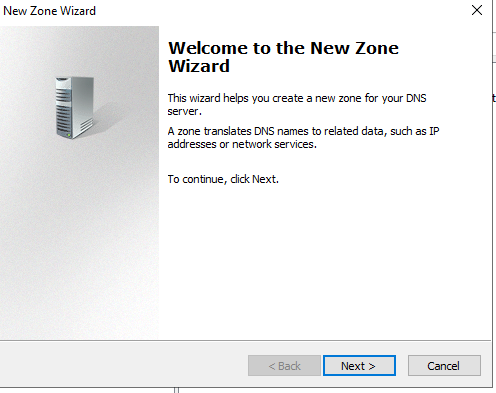 New Zone Wizard
Welcome to the New Zone
Wizard
This wizard helps you create a new zone for your DNS
server.
A zone translates DNS names to related data, such as IP
addresses or network services.
To continue, click Next.
< Back
Next >
Cancel